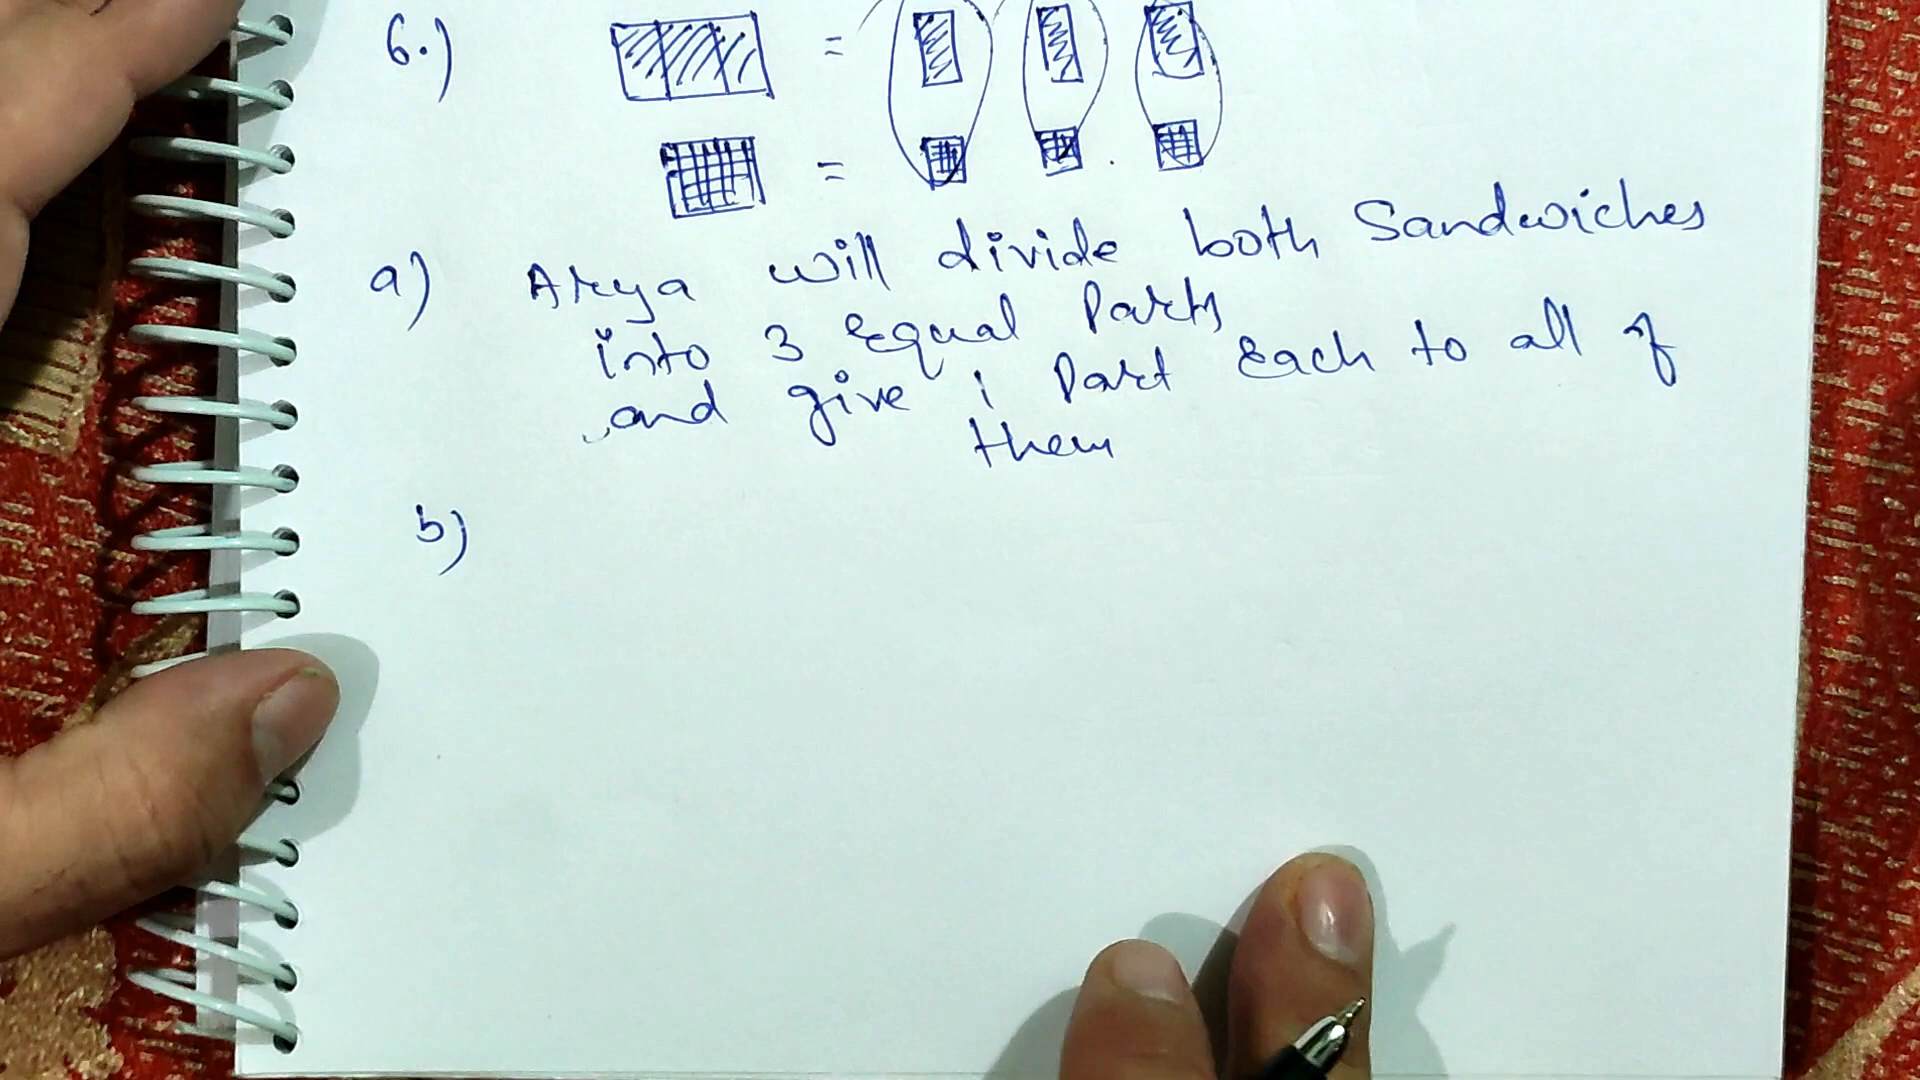 6.)
=
=
a) Arya will divide both Sandwiches
into 3 Equal Parts
and give 1 Part Each to all of
them
b)